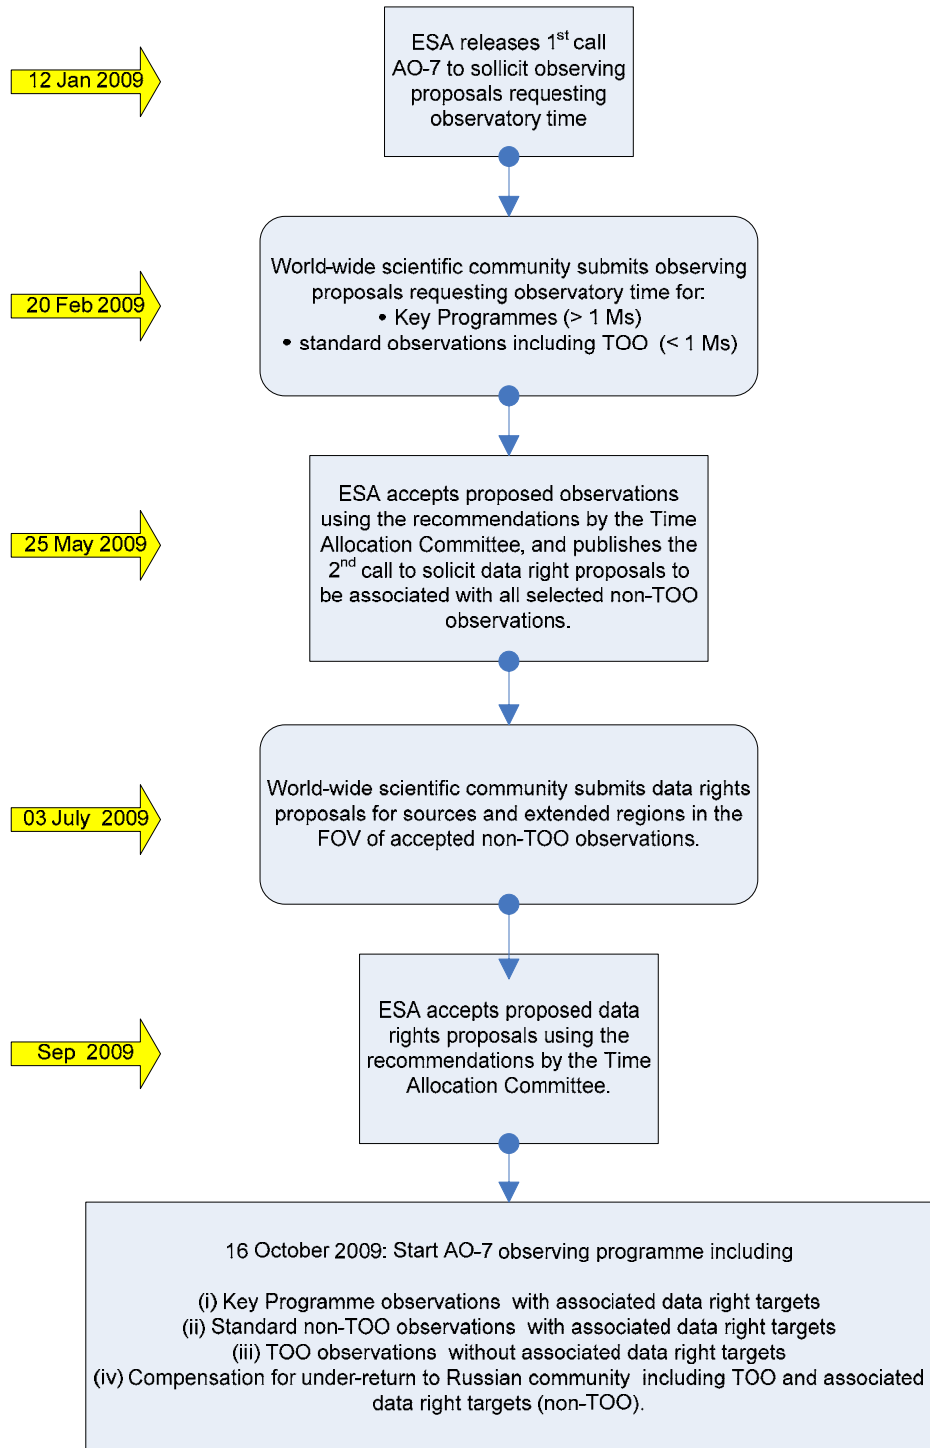 ESA releases 1st call
AO-7 to sollicit observing
proposals requesting
observatory time
12 Jan 2009
World-wide scientific community submits observing
proposals requesting observatory time for:
• Key Programmes (> 1 Ms)
• standard observations including TOO (< 1 Ms)
20 Feb 2009
ESA accepts proposed observations
using the recommendations by the Time
Allocation Committee, and publishes the
2nd call to solicit data right proposals to
be associated with all selected non-TOO
observations.
25 May 2009
World-wide scientific community submits data rights
proposals for sources and extended regions in the
FOV of accepted non-TOO observations.
03 July 2009
ESA accepts proposed data
rights proposals using the
recommendations by the Time
Allocation Committee.
Sep 2009
16 October 2009: Start AO-7 observing programme including
(i) Key Programme observations with associated data right targets
(ii) Standard non-TOO observations with associated data right targets
(iii) TOO observations without associated data right targets
(iv) Compensation for under-return to Russian community including TOO and associated
data right targets (non-TOO).